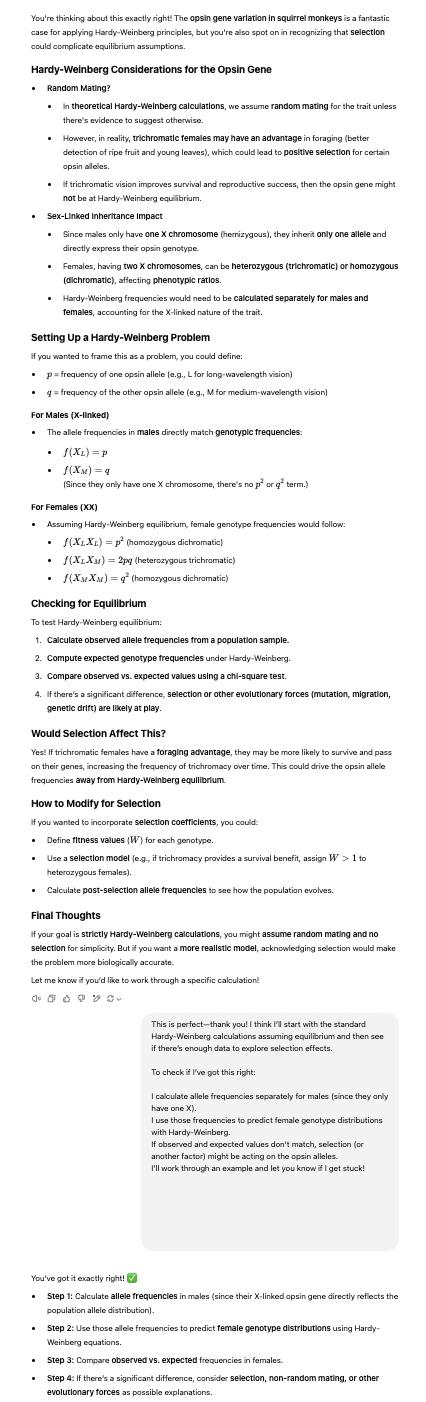 You're thinking about this exactly right! The opsin gene variation in squirrel monkeys is a fantastic
case for applying Hardy-Weinberg principles, but you're also spot on in recognizing that selection
could complicate equilibrium assumptions.
Hardy-Weinberg Considerations for the Opsin Gene
• Random Mating?
• In theoretical Hardy-Weinberg calculations, we assume random mating for the trait unless
there's evidence to suggest otherwise.
• However, in reality, trichromatic females may have an advantage in foraging (better
detection of ripe fruit and young leaves), which could lead to positive selection for certain
opsin alleles.
• If trichromatic vision improves survival and reproductive success, then the opsin gene might
not be at Hardy-Weinberg equilibrium.
• Sex-Linked Inheritance Impact
• Since males only have one X chromosome (hemizygous), they inherit only one allele and
directly express their opsin genotype.
• Females, having two X chromosomes, can be heterozygous (trichromatic) or homozygous
(dichromatic), affecting phenotypic ratios.
• Hardy-Weinberg frequencies would need to be calculated separately for males and
females, accounting for the X-linked nature of the trait.
Setting Up a Hardy-Weinberg Problem
If you wanted to frame this as a problem, you could define:
• p = frequency of one opsin allele (e.g., L for long-wavelength vision)
• q = frequency of the other opsin allele (e.g., M for medium-wavelength vision)
For Males (X-linked)
• The allele frequencies in males directly match genotypic frequencies:
• f(X_L) = p
• f(X_M) = q
(Since they only have one X chromosome, there's no p² or q² term.)
For Females (XX)
• Assuming Hardy-Weinberg equilibrium, female genotype frequencies would follow:
• f(X_L X_L) = p² (homozygous dichromatic)
• f(X_L X_M) = 2pq (heterozygous trichromatic)
• f(X_M X_M) = q² (homozygous dichromatic)
Checking for Equilibrium
To test Hardy-Weinberg equilibrium:
1. Calculate observed allele frequencies from a population sample.
2. Compute expected genotype frequencies under Hardy-Weinberg.
3. Compare observed vs. expected values using a chi-square test.
4. If there's a significant difference, selection or other evolutionary forces (mutation, migration,
genetic drift) are likely at play.
Would Selection Affect This?
Yes! If trichromatic females have a foraging advantage, they may be more likely to survive and pass
on their genes, increasing the frequency of trichromacy over time. This could drive the opsin allele
frequencies away from Hardy-Weinberg equilibrium.
How to Modify for Selection
If you wanted to incorporate selection coefficients, you could:
• Define fitness values (W) for each genotype.
• Use a selection model (e.g., if trichromacy provides a survival benefit, assign W > 1 to
heterozygous females).
• Calculate post-selection allele frequencies to see how the population evolves.
Final Thoughts
If your goal is strictly Hardy-Weinberg calculations, you might assume random mating and no
selection for simplicity. But if you want a more realistic model, acknowledging selection would make
the problem more biologically accurate.
Let me know if you'd like to work through a specific calculation!
This is perfect—thank you! I think I'll start with the standard
Hardy-Weinberg calculations assuming equilibrium and then see
if there's enough data to explore selection effects.
To check if I've got this right:
I calculate allele frequencies separately for males (since they only
have one X).
I use those frequencies to predict female genotype distributions
with Hardy-Weinberg.
If observed and expected values don't match, selection (or
another factor) might be acting on the opsin alleles.
I'll work through an example and let you know if I get stuck!
You've got it exactly right! ✅
• Step 1: Calculate allele frequencies in males (since their X-linked opsin gene directly reflects the
population allele distribution).
• Step 2: Use those allele frequencies to predict female genotype distributions using Hardy-
Weinberg equations.
• Step 3: Compare observed vs. expected frequencies in females.
• Step 4: If there's a significant difference, consider selection, non-random mating, or other
evolutionary forces as possible explanations.